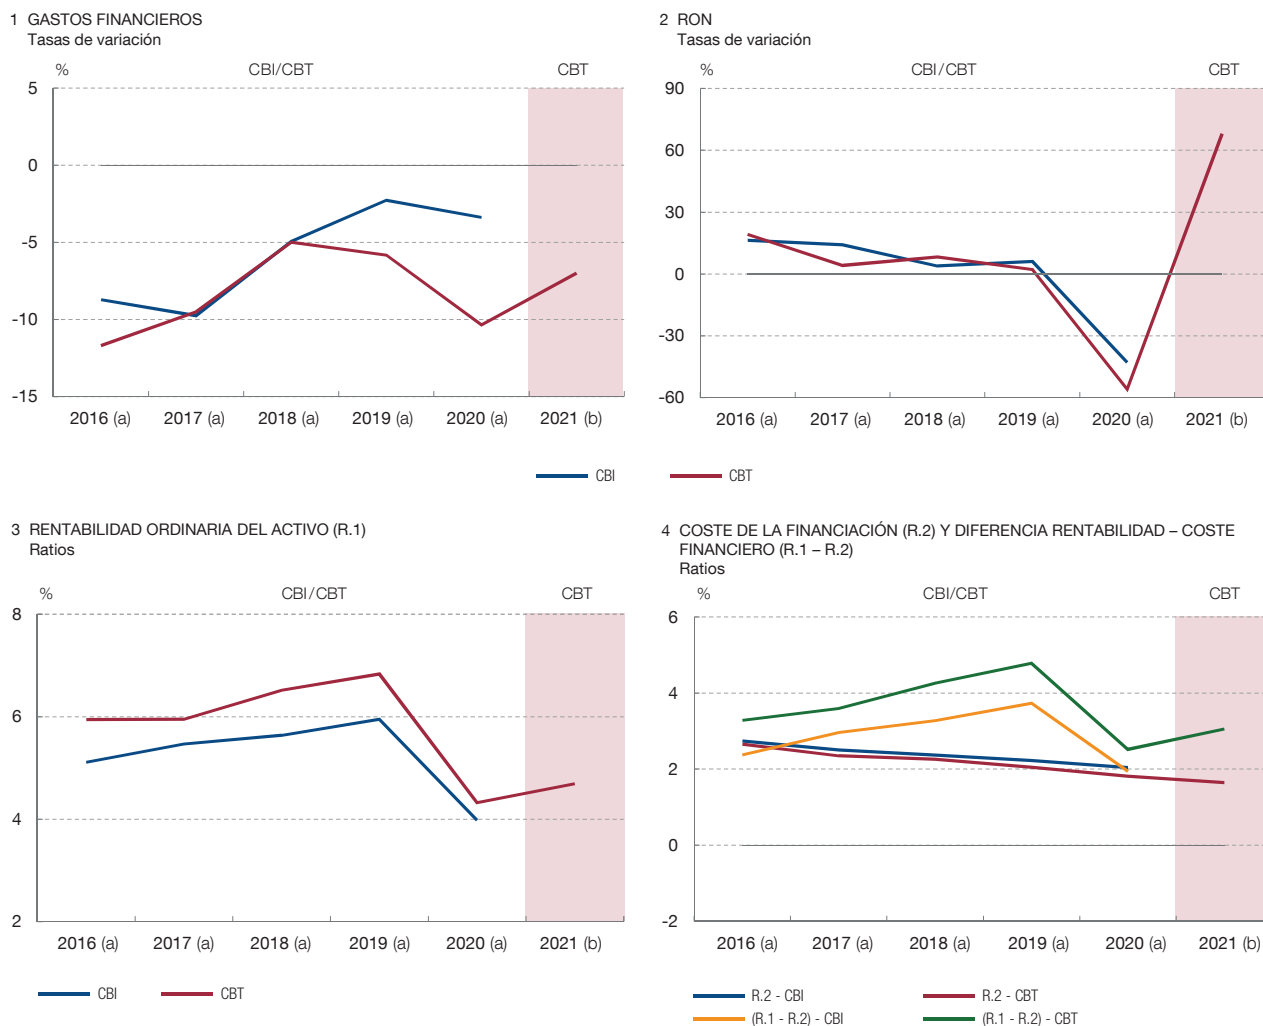 1 GASTOS FINANCIEROS
Tasas de variación
% CBI/CBT CBT
5
0
-5
-10
-15
2016 (a) 2017 (a) 2018 (a) 2019 (a) 2020 (a) 2021 (b)
2 RON
Tasas de variación
% CBI/CBT CBT
90
60
30
0
-30
-60
2016 (a) 2017 (a) 2018 (a) 2019 (a) 2020 (a) 2021 (b)
CBI CBT
3 RENTABILIDAD ORDINARIA DEL ACTIVO (R.1)
Ratios
% CBI/CBT CBT
8
6
4
2
2016 (a) 2017 (a) 2018 (a) 2019 (a) 2020 (a) 2021 (b)
CBI CBT
4 COSTE DE LA FINANCIACIÓN (R.2) Y DIFERENCIA RENTABILIDAD – COSTE
FINANCIERO (R.1 – R.2)
Ratios
% CBI/CBT CBT
6
4
2
0
-2
2016 (a) 2017 (a) 2018 (a) 2019 (a) 2020 (a) 2021 (b)
R.2 - CBI R.2 - CBT
(R.1 - R.2) - CBI (R.1 - R.2) - CBT